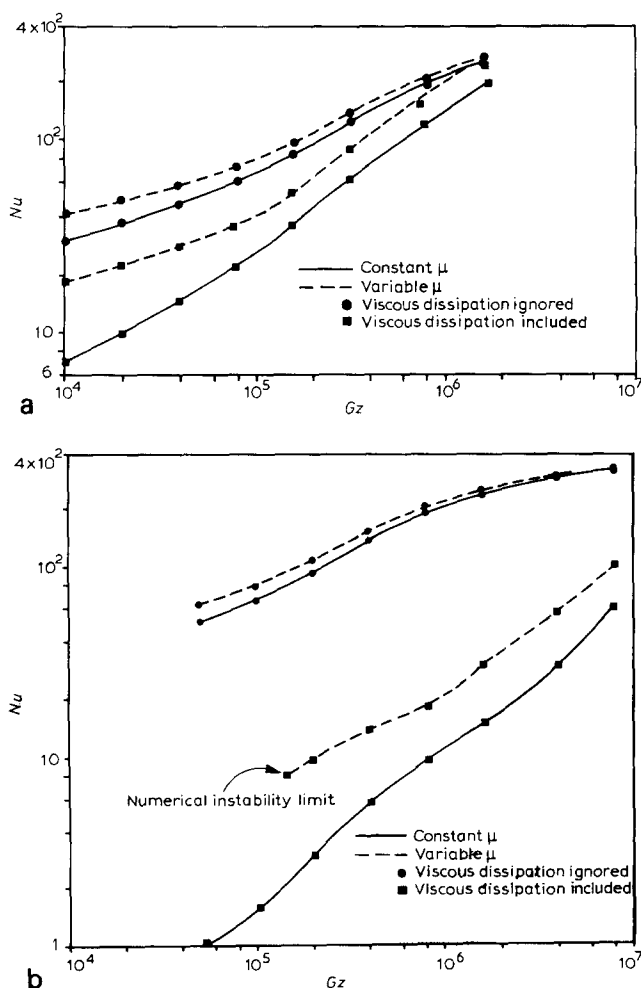 4×10²
10²
Nu
10
6
10⁴
10⁵
10⁶
10⁷
Gz
Constant μ
Variable μ
Viscous dissipation ignored
Viscous dissipation included
a
4×10²
10²
Nu
10
1
10⁴
10⁵
10⁶
10⁷
Gz
Numerical instability limit
Constant μ
Variable μ
Viscous dissipation ignored
Viscous dissipation included
b